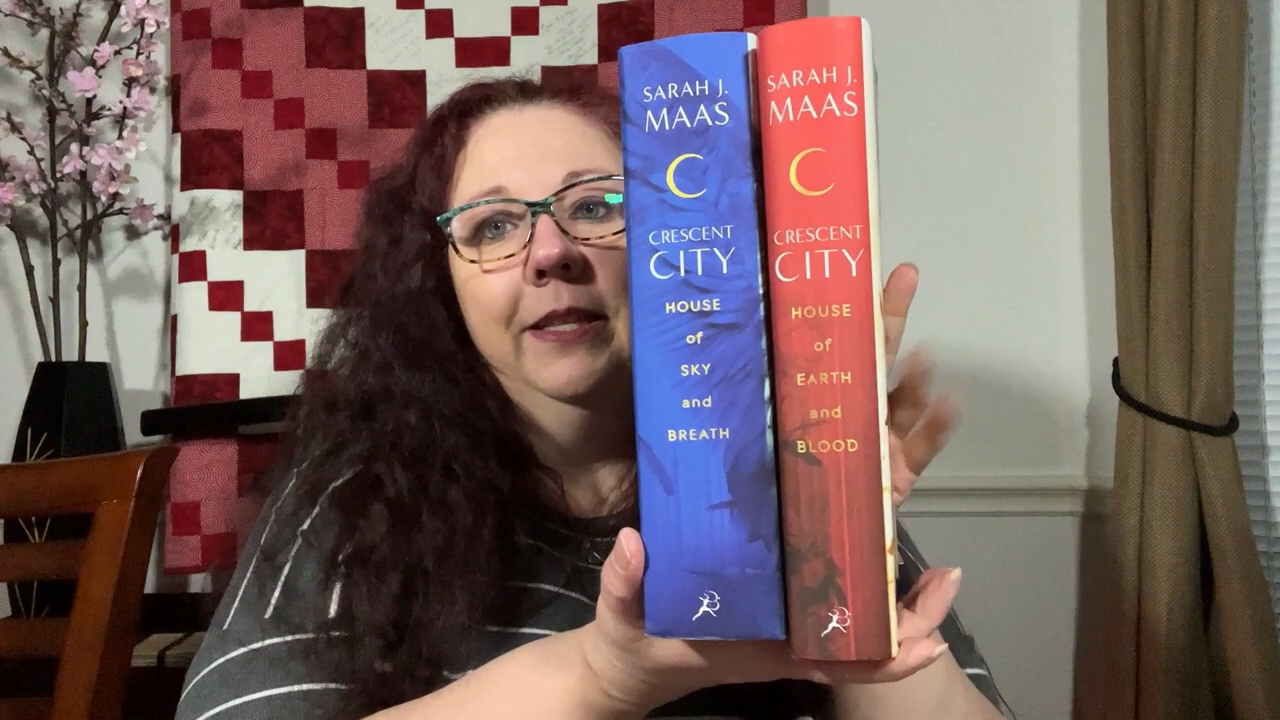 SARAH J.
MAAS
CRESCENT
CITY
HOUSE
of
SKY
and
BREATH
SARAH J.
MAAS
CRESCENT
CITY
HOUSE
of
EARTH
and
BLOOD